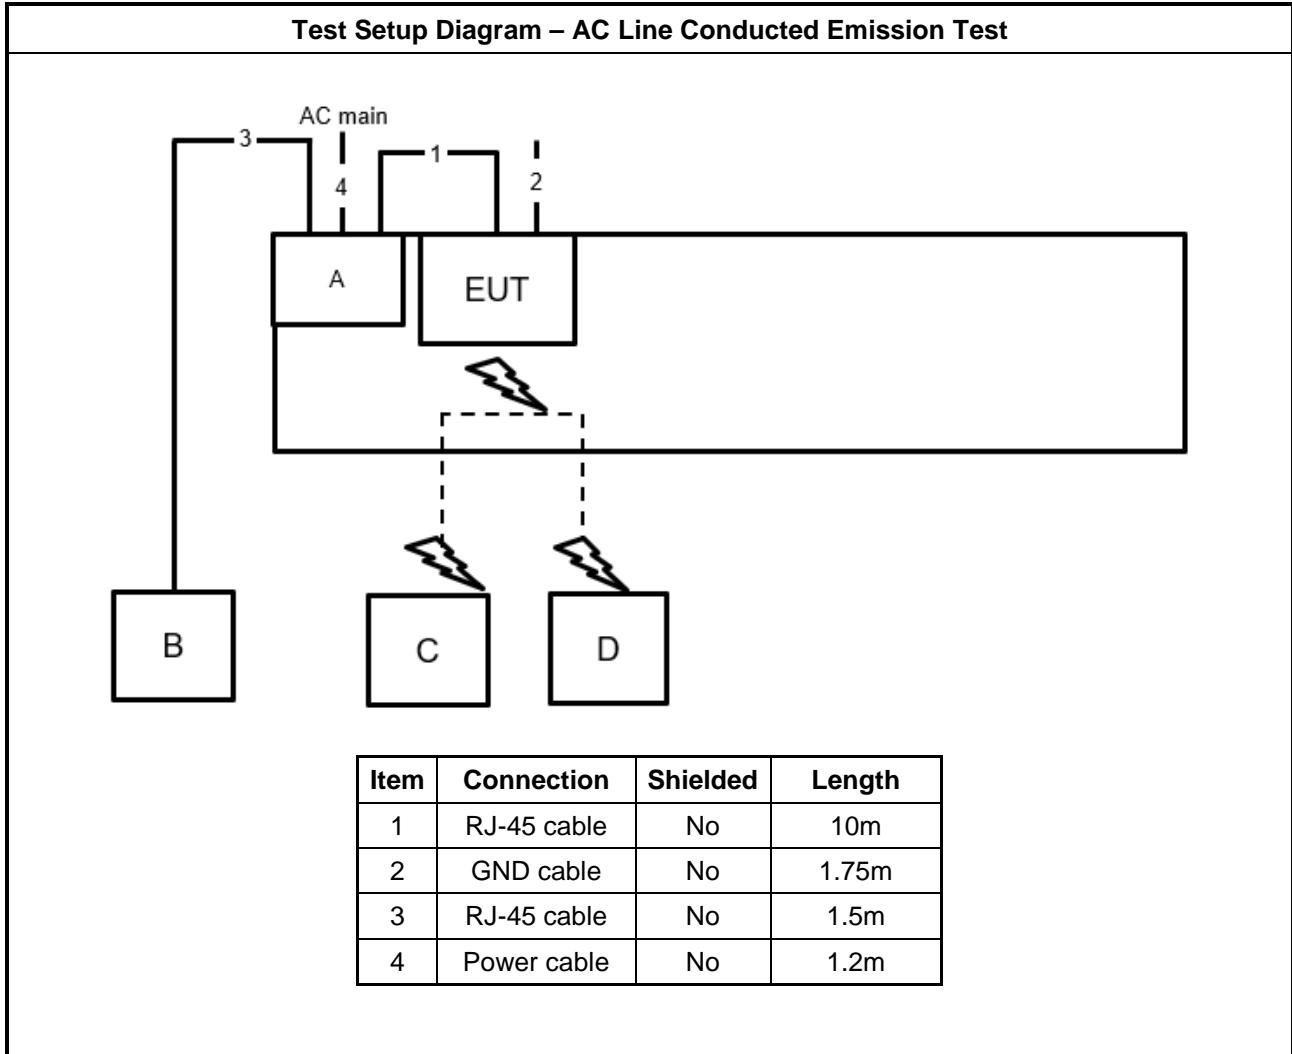 Test Setup Diagram – AC Line Conducted Emission Test
AC main
3
1
4
2
A
EUT
B
C
D
Item Connection Shielded Length
1 RJ-45 cable No 10m
2 GND cable No 1.75m
3 RJ-45 cable No 1.5m
4 Power cable No 1.2m